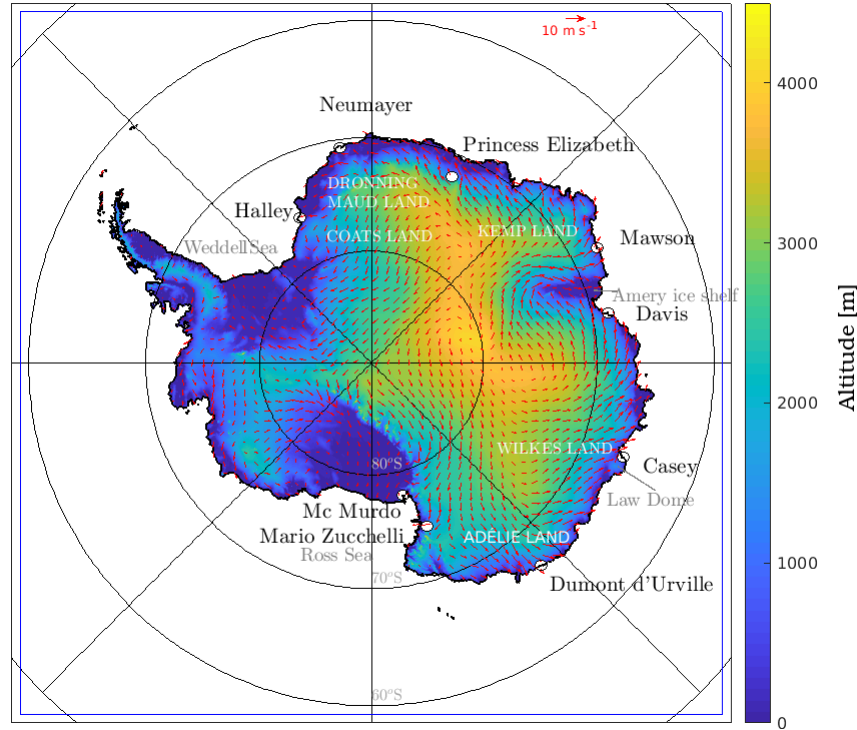 10 m s⁻¹
4000
Neumayer
Princess Elizabeth
DRONNING
MAUD LAND
Halley
COATS LAND
KEMP LAND
Mawson
Weddell Sea
3000
Amery ice shelf
Davis
Altitude [m]
2000
WILKES LAND
80°S
Casey
Law Dome
Mc Murdo
Mario Zucchelli
ADÉLIE LAND
Ross Sea
1000
70°S
Dumont d'Urville
60°S
0